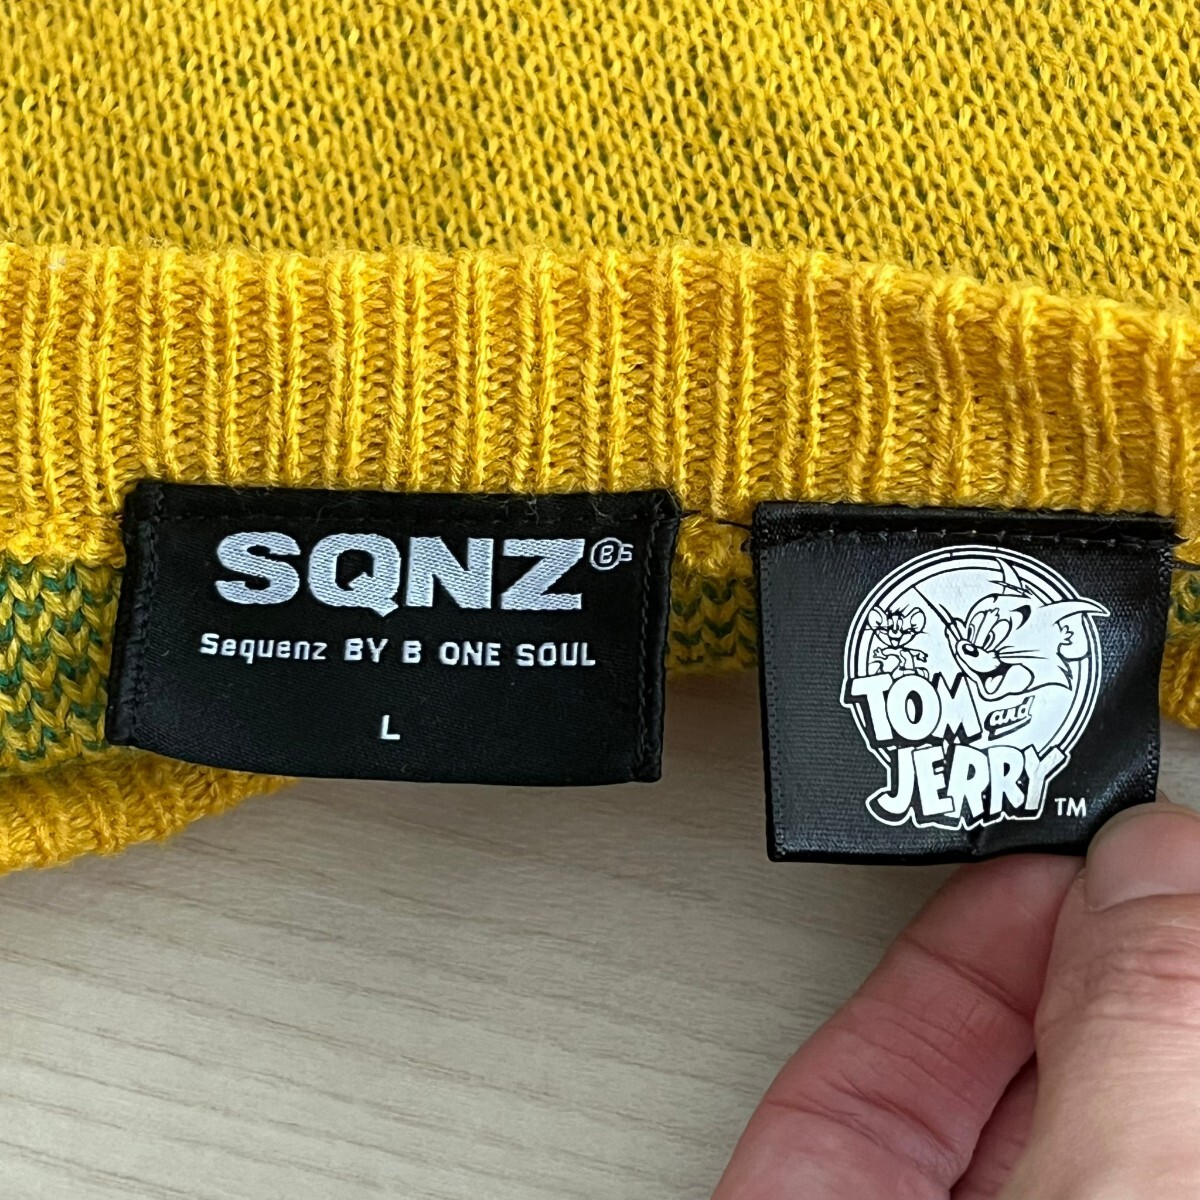 SQNZ
Sequenz BY B ONE SOUL
L
TOM and
JERRY TM